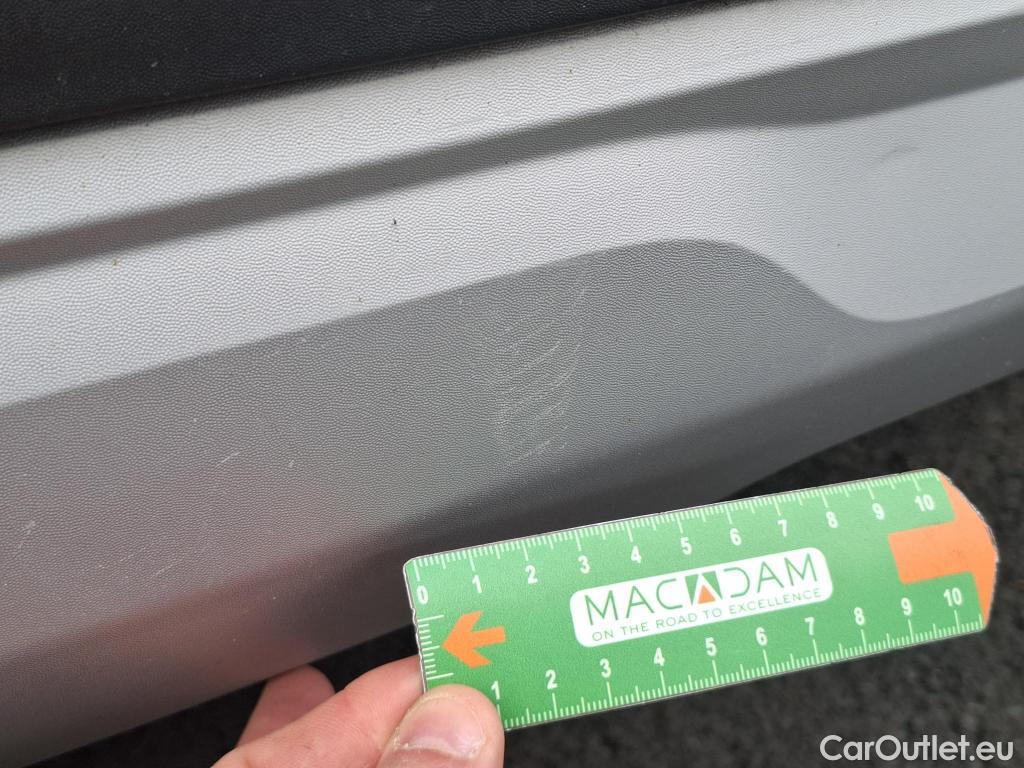 0 1 2 3 4 5 6 7 8 9 10
MACADAM
ON THE ROAD TO EXCELLENCE
1 2 3 4 5 6 7 8 9 10
CarOutlet.eu